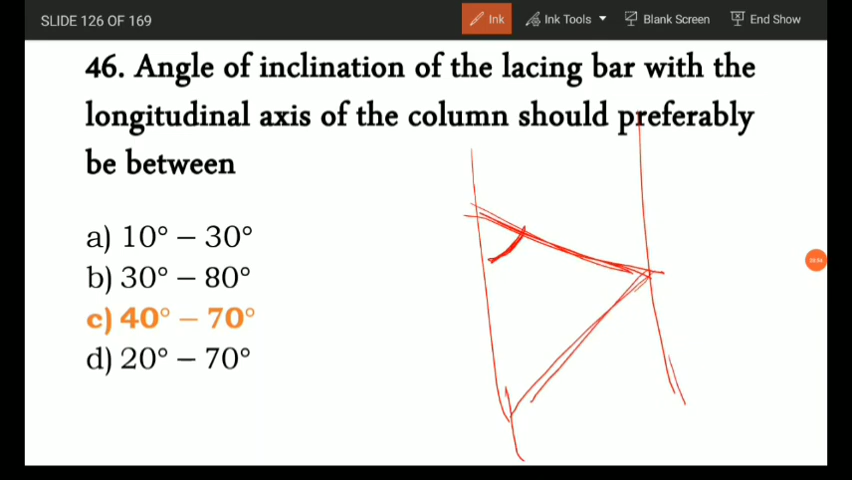 SLIDE 126 OF 169 Ink Ink Tools Blank Screen End Show
46. Angle of inclination of the lacing bar with the
longitudinal axis of the column should preferably
be between
a) 10° – 30°
b) 30° – 80°
c) 40° – 70°
d) 20° – 70°